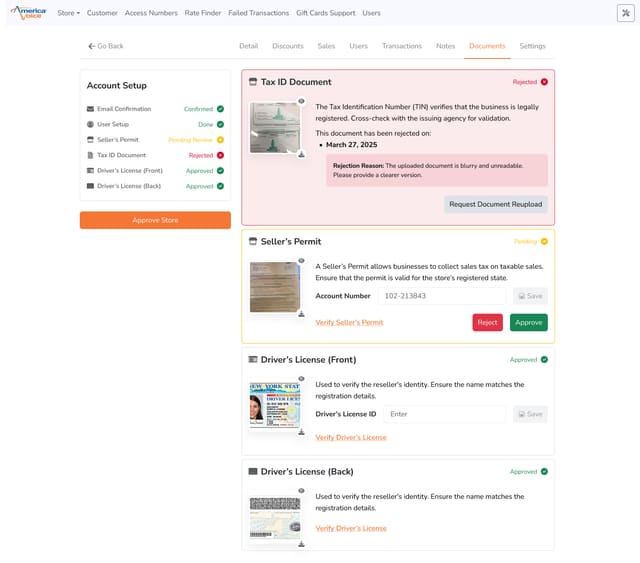 America
Voice
Store Customer Access Numbers Rate Finder Failed Transactions Gift Cards Support Users
Go Back
Detail Discounts Sales Users Transactions Notes Documents Settings
Account Setup
Email Confirmation Confirmed
User Setup Done
Seller's Permit Pending Review
Tax ID Document Rejected
Driver's License (Front) Approved
Driver's License (Back) Approved
Approve Store
Tax ID Document Rejected
The Tax Identification Number (TIN) verifies that the business is legally
registered. Cross-check with the issuing agency for validation.
This document has been rejected on:
• March 27, 2025
Rejection Reason: The uploaded document is blurry and unreadable.
Please provide a clearer version.
Request Document Reupload
Seller's Permit Pending
A Seller's Permit allows businesses to collect sales tax on taxable sales.
Ensure that the permit is valid for the store's registered state.
Account Number 102-213843 Save
Verify Seller's Permit Reject Approve
Driver's License (Front) Approved
NEW YORK STAT
DRIVER LICEN
Used to verify the reseller's identity. Ensure the name matches the
registration details.
Driver's License ID Enter Save
Verify Driver's License
Driver's License (Back) Approved
Used to verify the reseller's identity. Ensure the name matches the
registration details.
Verify Driver's License